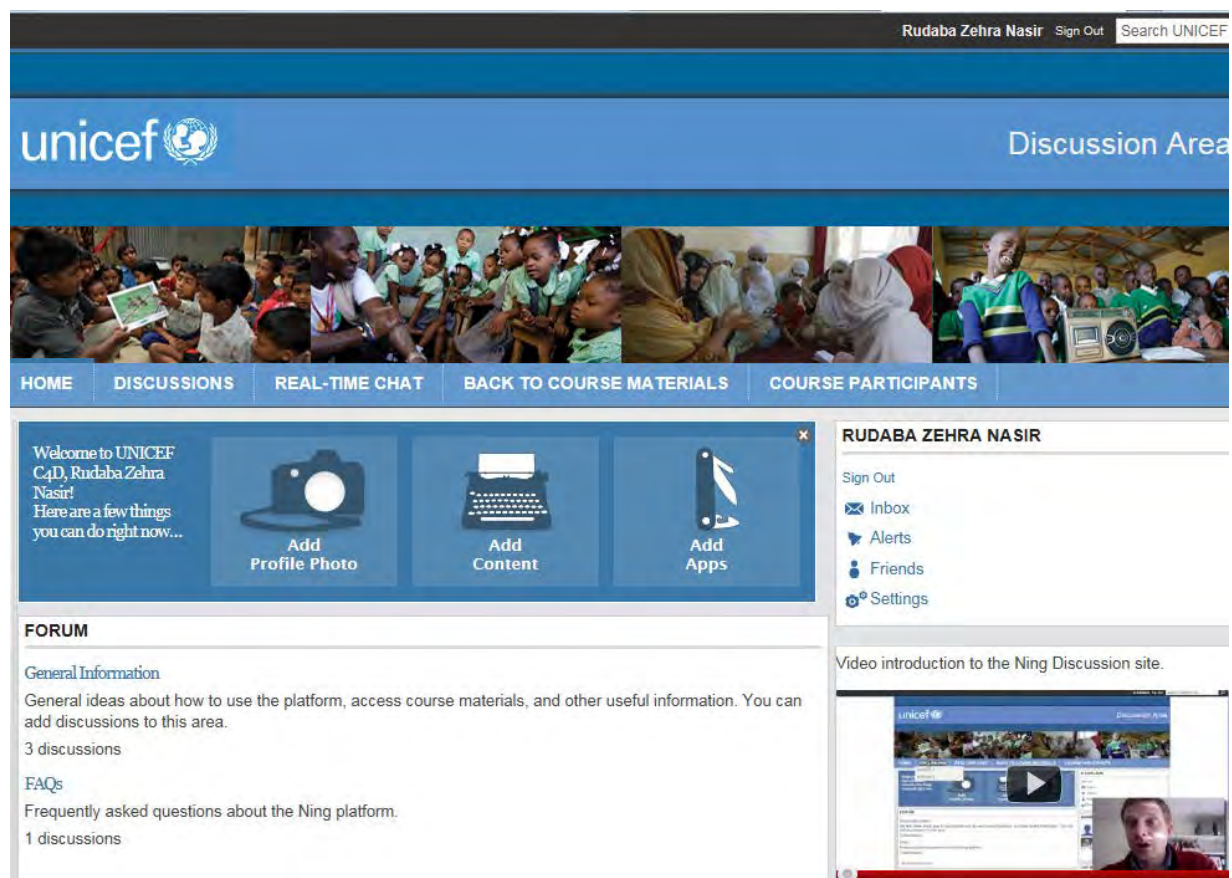 Rudaba Zehra Nasir Sign Out Search UNICEF
unicef
Discussion Area
HOME DISCUSSIONS REAL-TIME CHAT BACK TO COURSE MATERIALS COURSE PARTICIPANTS
Welcome to UNICEF
C4D, Rudaba Zehra
Nasir!
Here are a few things
you can do right now...
Add
Profile Photo
Add
Content
Add
Apps
RUDABA ZEHRA NASIR
Sign Out
Inbox
Alerts
Friends
Settings
FORUM
General Information
General ideas about how to use the platform, access course materials, and other useful information. You can
add discussions to this area.
3 discussions
FAQs
Frequently asked questions about the Ning platform.
1 discussions
Video introduction to the Ning Discussion site.
unicef
Discussion Area